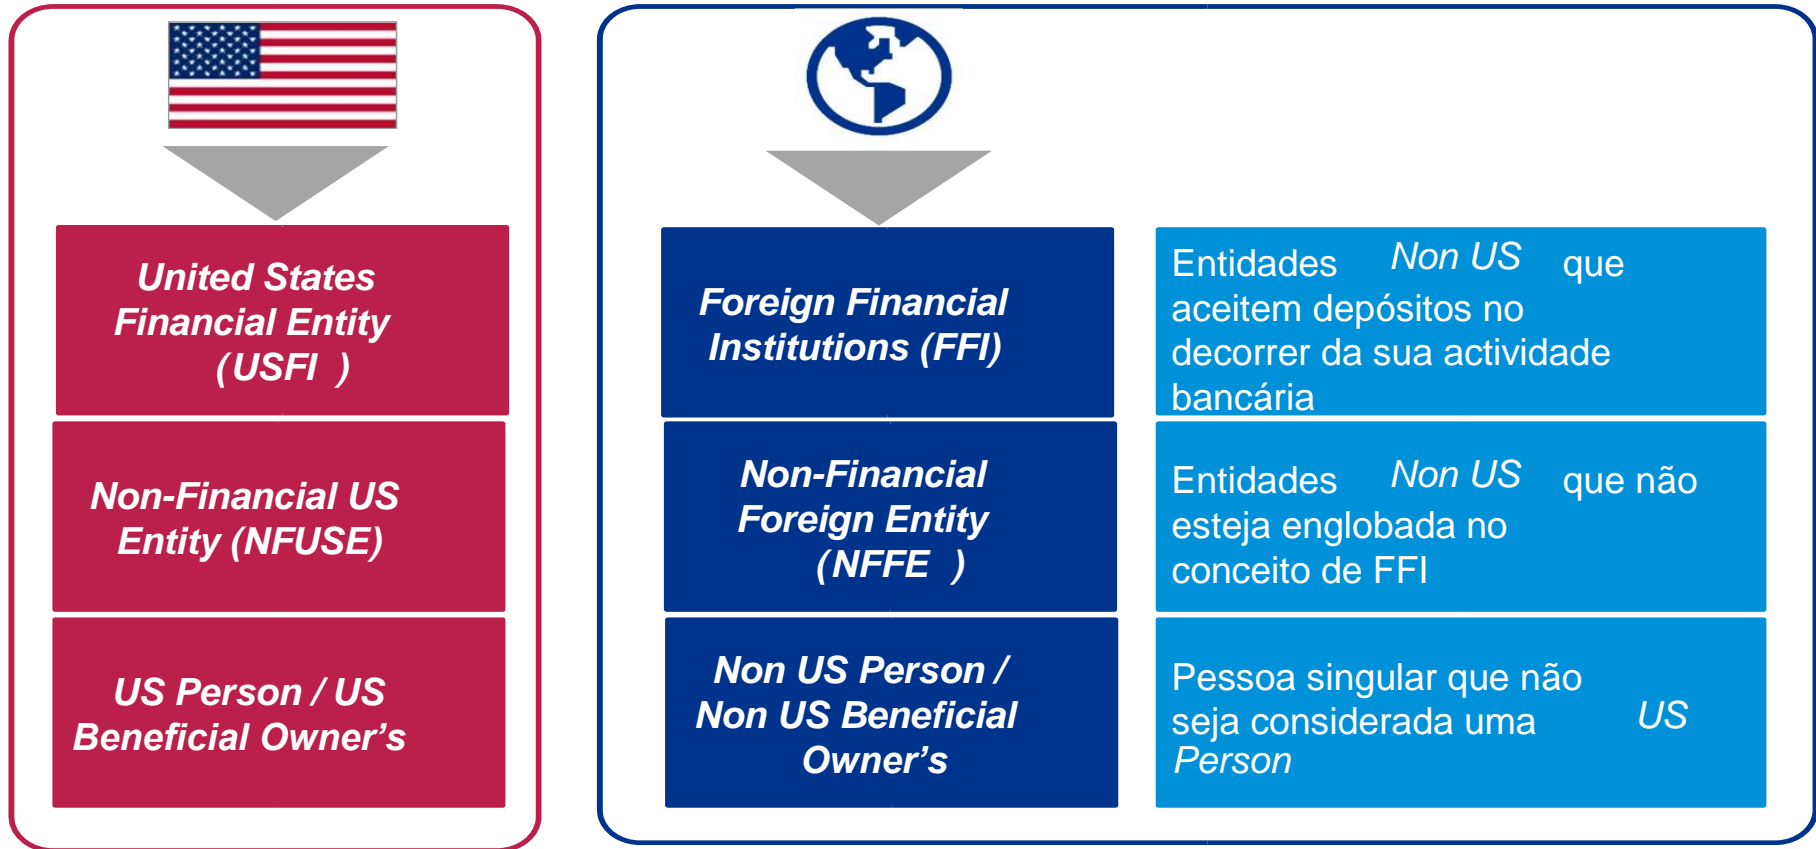 United States
Financial Entity
(USFI )
Non-Financial US
Entity (NFUSE)
US Person / US
Beneficial Owner’s
Foreign Financial
Institutions (FFI)
Entidades Non US que
aceitem depósitos no
decorrer da sua actividade
bancária
Non-Financial
Foreign Entity
(NFFE )
Entidades Non US que não
esteja englobada no
conceito de FFI
Non US Person /
Non US Beneficial
Owner’s
Pessoa singular que não
seja considerada uma US
Person